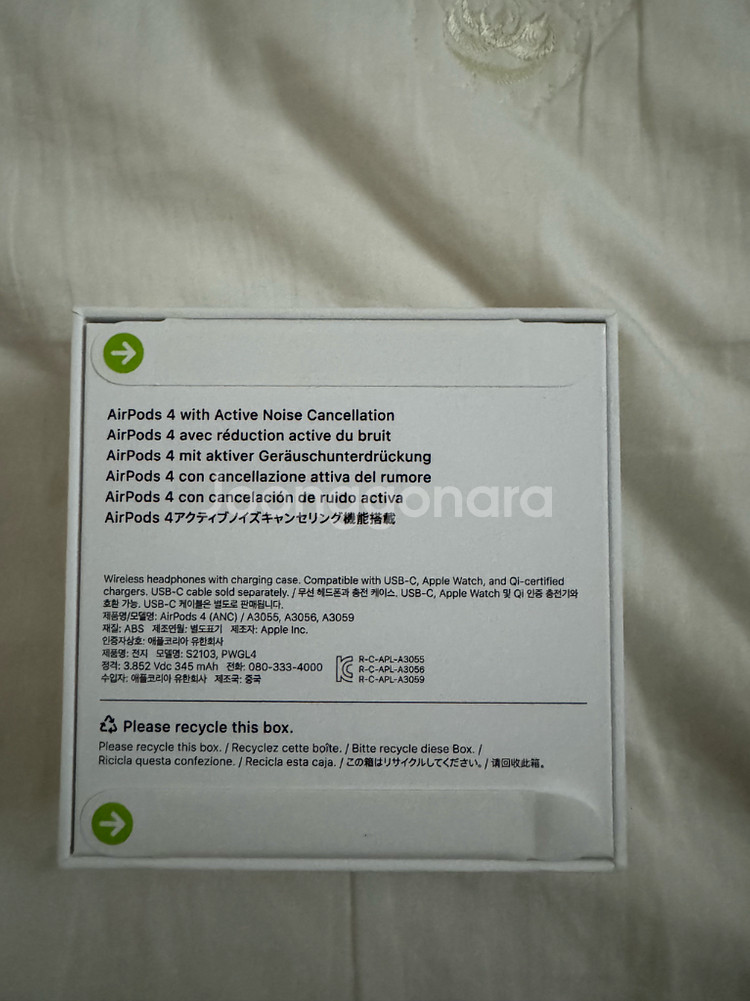 AirPods 4 with Active Noise Cancellation
AirPods 4 avec réduction active du bruit
AirPods 4 mit aktiver Geräuschunterdrückung
AirPods 4 con cancellazione attiva del rumore
AirPods 4 con cancelación de ruido activa
Joonggonara
AirPods 4アクティブノイズキャンセリング機能搭載
Wireless headphones with charging case. Compatible with USB-C, Apple Watch, and Qi-certified
chargers. USB-C cable sold separately. / 무선 헤드폰과 충전 케이스. USB-C, Apple Watch 및 Qi 인증 충전기와
호환 가능. USB-C 케이블은 별도로 판매됩니다.
제품명/모델명: AirPods 4 (ANC) / A3055, A3056, A3059
재질: ABS 제조연월: 별도표기 제조자: Apple Inc.
인증자상호: 애플코리아 유한회사
제품명: 전지 모델명: S2103, PWGL4
정격: 3.852 Vdc 345 mAh 전화: 080-333-4000
수입자: 애플코리아 유한회사 제조국: 중국
R-C-APL-A3055
R-C-APL-A3056
R-C-APL-A3059
Please recycle this box.
Please recycle this box. / Recyclez cette boîte. / Bitte recycle diese Box. /
Ricicla questa confezione. / Recicla esta caja. / この箱はリサイクルしてください。/ 请回收此箱。